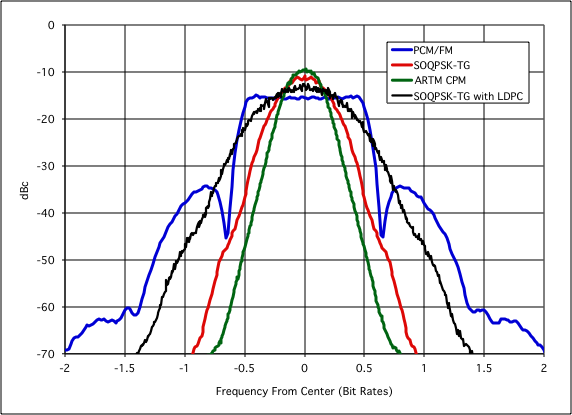 0
-10
-20
-30
-40
-50
-60
-70
dBc
PCM/FM
SOQPSK-TG
ARTM CPM
SOQPSK-TG with LDPC
-2
-1.5
-1
-0.5
0
0.5
1
1.5
2
Frequency From Center (Bit Rates)